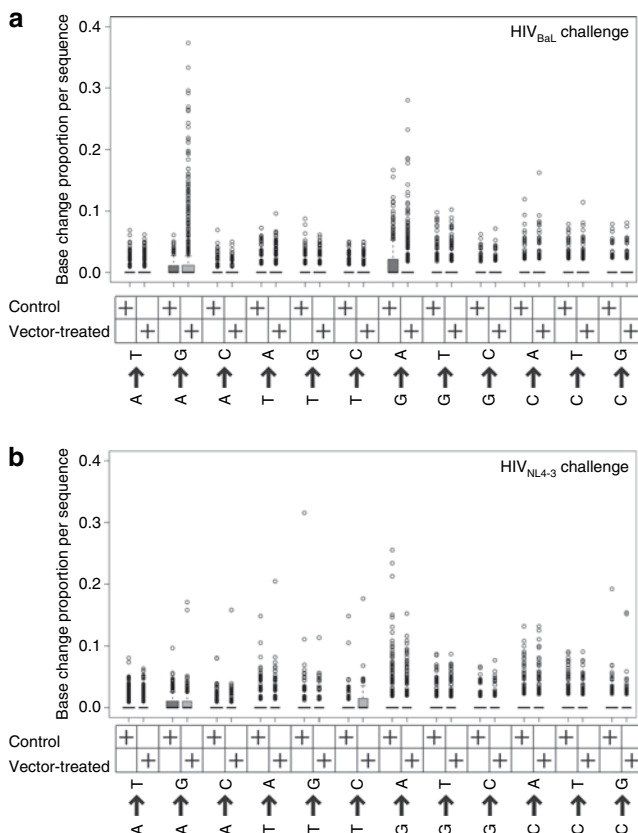 a
HIVBaL challenge
Base change proportion per sequence
0.4
0.3
0.2
0.1
0.0
Control + + + + + + + + + + + +
Vector-treated + + + + + + + + + + + +
T G C A G C A T C A T G
A A A T T T G G G C C C
b
HIVNL4-3 challenge
Base change proportion per sequence
0.4
0.3
0.2
0.1
0.0
Control + + + + + + + + + + + +
Vector-treated + + + + + + + + + + + +
T G C A G C A T C A T G
A A A T T T G G G C C C